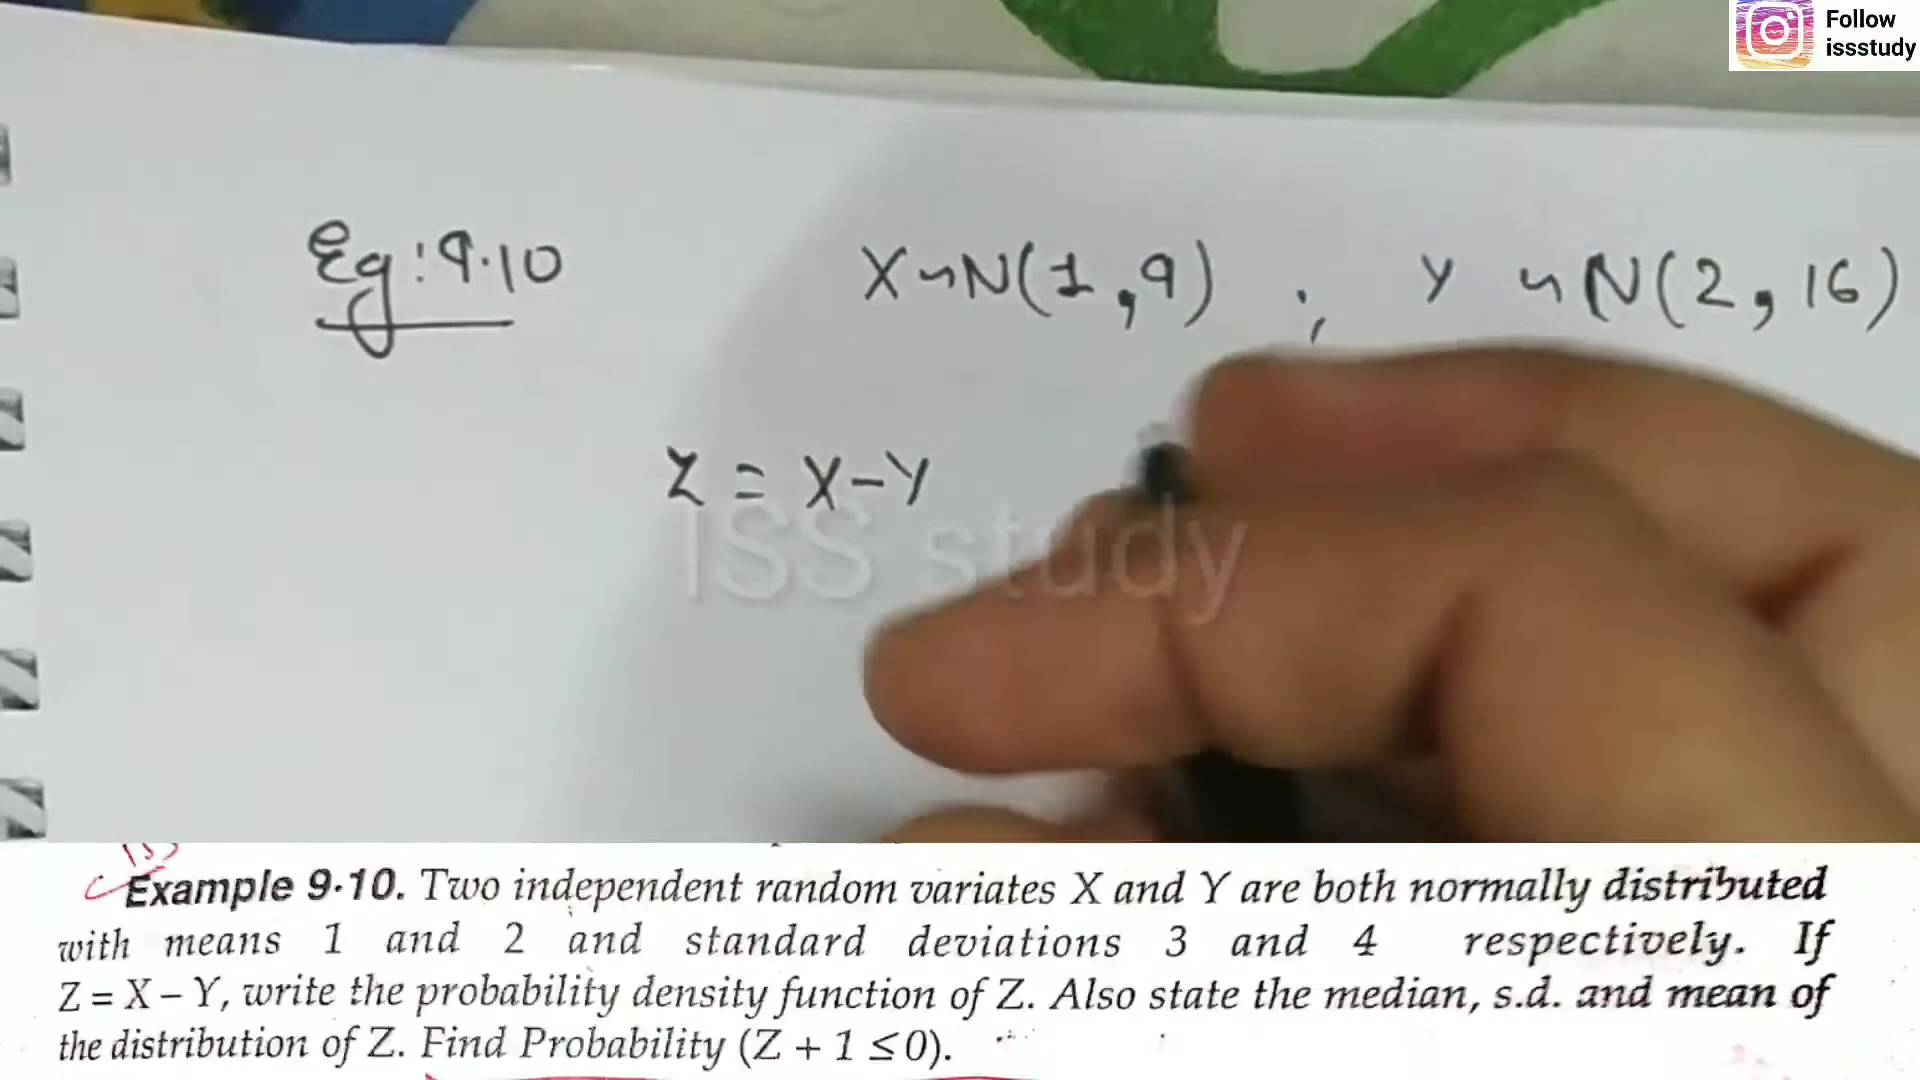 Follow
issstudy
Eg: 9.10 X~N(1,9) ; Y ~ N(2,16)
Z = X-Y
ISS study
Example 9·10. Two independent random variates X and Y are both normally distributed
with means 1 and 2 and standard deviations 3 and 4 respectively. If
Z = X – Y, write the probability density function of Z. Also state the median, s.d. and mean of
the distribution of Z. Find Probability (Z + 1 ≤ 0).